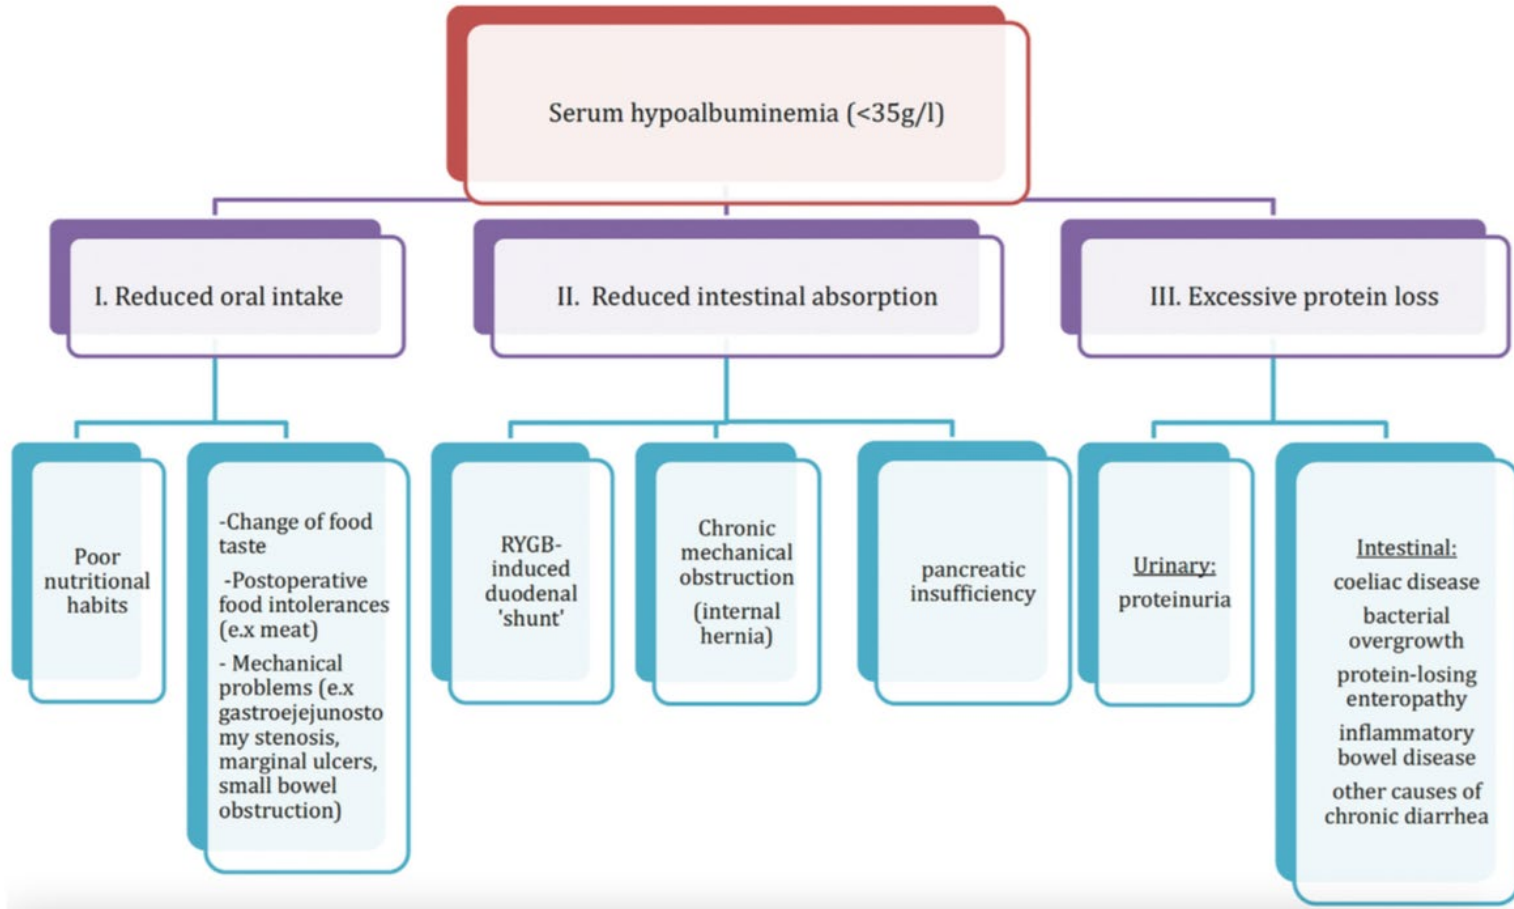 Serum hypoalbuminemia (<35g/l)
I. Reduced oral intake
II. Reduced intestinal absorption
III. Excessive protein loss
Poor
nutritional
habits
-Change of food
taste
-Postoperative
food intolerances
(e.x meat)
- Mechanical
problems (e.x
gastroejejunosto
my stenosis,
marginal ulcers,
small bowel
obstruction)
RYGB-
induced
duodenal
'shunt'
Chronic
mechanical
obstruction
(internal
hernia)
pancreatic
insufficiency
Urinary:
proteinuria
Intestinal:
coeliac disease
bacterial
overgrowth
protein-losing
enteropathy
inflammatory
bowel disease
other causes of
chronic diarrhea